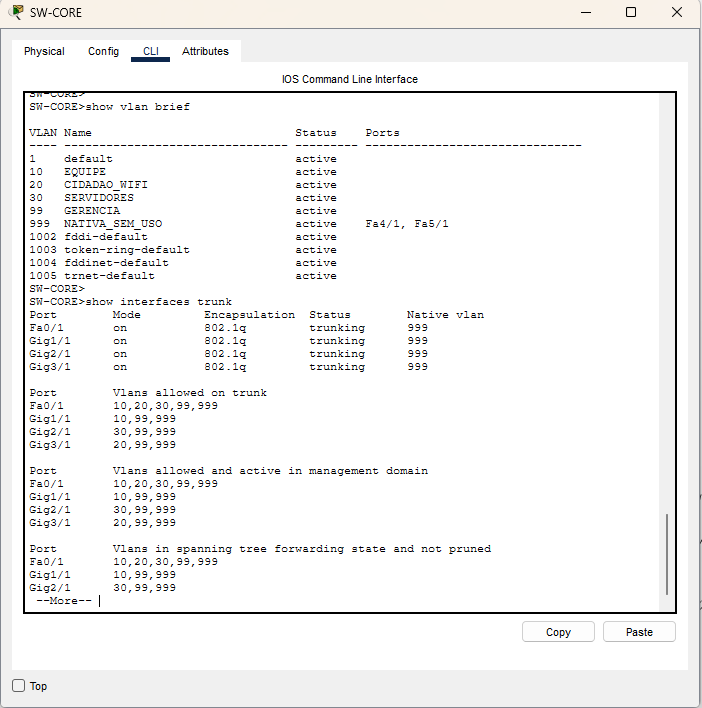 SW-CORE
Physical Config CLI Attributes
IOS Command Line Interface
SW-CORE>
SW-CORE>show vlan brief
VLAN Name                             Status    Ports
---- -------------------------------- --------- -------------------------------
1    default                          active
10   EQUIPE                           active
20   CIDADAO_WIFI                     active
30   SERVIDORES                       active
99   GERENCIA                         active
999  NATIVA_SEM_USO                   active    Fa4/1, Fa5/1
1002 fddi-default                     active
1003 token-ring-default               active
1004 fddinet-default                  active
1005 trnet-default                    active
SW-CORE>
SW-CORE>show interfaces trunk
Port        Mode         Encapsulation  Status        Native vlan
Fa0/1       on           802.1q         trunking      999
Gig1/1      on           802.1q         trunking      999
Gig2/1      on           802.1q         trunking      999
Gig3/1      on           802.1q         trunking      999
Port        Vlans allowed on trunk
Fa0/1       10,20,30,99,999
Gig1/1      10,99,999
Gig2/1      30,99,999
Gig3/1      20,99,999
Port        Vlans allowed and active in management domain
Fa0/1       10,20,30,99,999
Gig1/1      10,99,999
Gig2/1      30,99,999
Gig3/1      20,99,999
Port        Vlans in spanning tree forwarding state and not pruned
Fa0/1       10,20,30,99,999
Gig1/1      10,99,999
Gig2/1      30,99,999
--More--
Copy Paste
Top